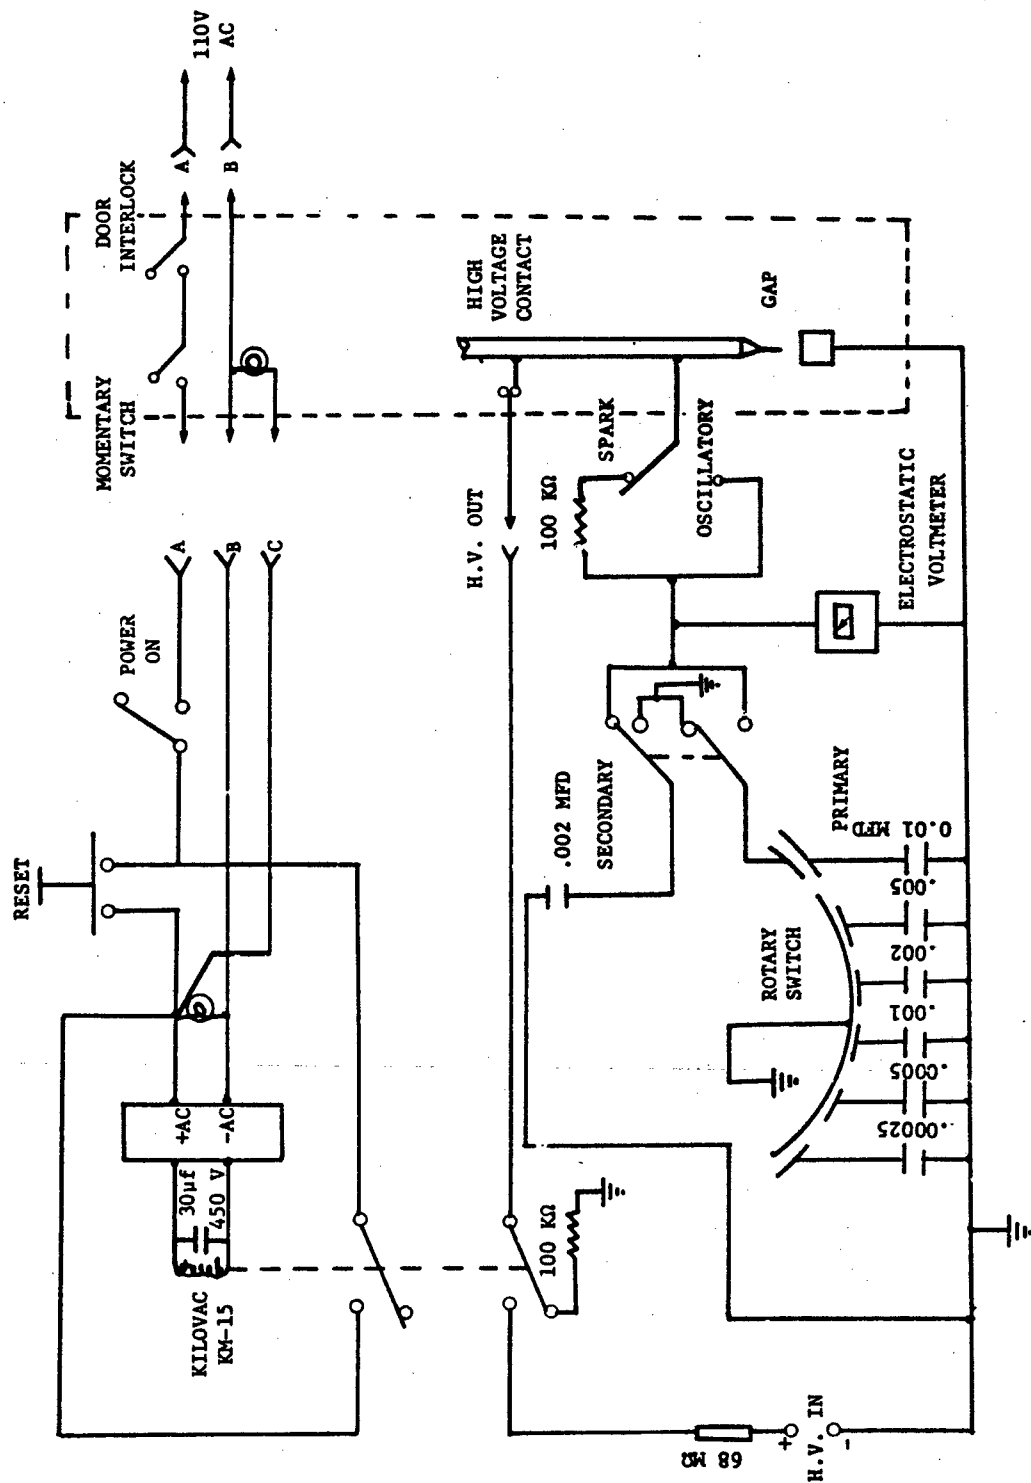 RESET
POWER
ON
MOMENTARY
SWITCH
DOOR
INTERLOCK
110V
AC
A
B
A
B
C
+AC
-AC
30µf
450 V
KILOVAC
KM-15
H.V. OUT
HIGH
VOLTAGE
CONTACT
GAP
100 KΩ
SPARK
OSCILLATORY
ELECTROSTATIC
VOLTMETER
.002 MFD
SECONDARY
PRIMARY
100 KΩ
ROTARY
SWITCH
0.01 MFD
.005
.002
.001
.0005
.00025
68 MΩ
+
H.V. IN
-